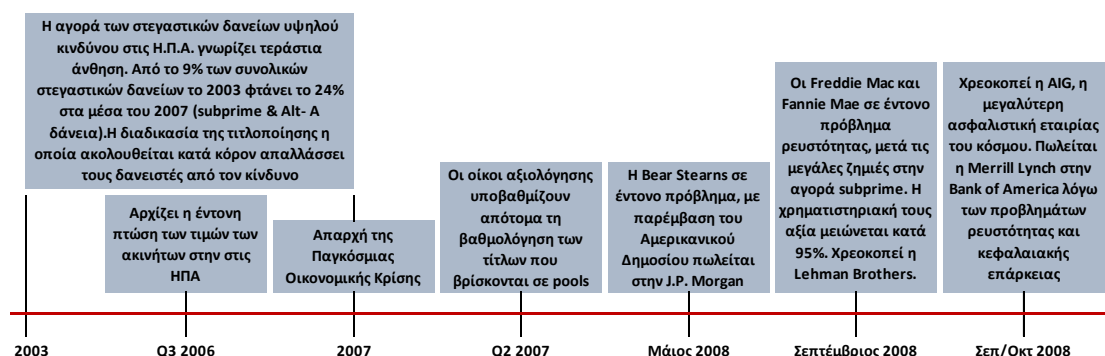 Η αγορά των στεγαστικών δανείων υψηλού
κινδύνου στις Η.Π.Α. γνωρίζει τεράστια
άνθηση. Από το 9% των συνολικών
στεγαστικών δανείων το 2003 φτάνει το 24%
στα μέσα του 2007 (subprime & Alt- A
δάνεια).Η διαδικασία της τιτλοποίησης η
οποία ακολουθείται κατά κόρον απαλλάσσει
τους δανειστές από τον κίνδυνο
Αρχίζει η έντονη
πτώση των τιμών των
ακινήτων στην στις
ΗΠΑ
Απαρχή της
Παγκόσμιας
Οικονομικής Κρίσης
Οι οίκοι αξιολόγησης
υποβαθμίζουν
απότομα τη
βαθμολόγηση των
τίτλων που
βρίσκονται σε pools
Η Bear Stearns σε
έντονο πρόβλημα, με
παρέμβαση του
Αμερικανικού
Δημοσίου πωλείται
στην J.P. Morgan
Οι Freddie Mac και
Fannie Mae σε έντονο
πρόβλημα
ρευστότητας, μετά τις
μεγάλες ζημιές στην
αγορά subprime. Η
χρηματιστηριακή τους
αξία μειώνεται κατά
95%. Χρεοκοπεί η
Lehman Brothers.
Χρεοκοπεί η AIG, η
μεγαλύτερη
ασφαλιστική εταιρίας
του κόσμου. Πωλείται
η Merrill Lynch στην
Bank of America λόγω
των προβλημάτων
ρευστότητας και
κεφαλαιακής
επάρκειας
2003
Q3 2006
2007
Q2 2007
Μάιος 2008
Σεπτέμβριος 2008
Σεπ/Οκτ 2008